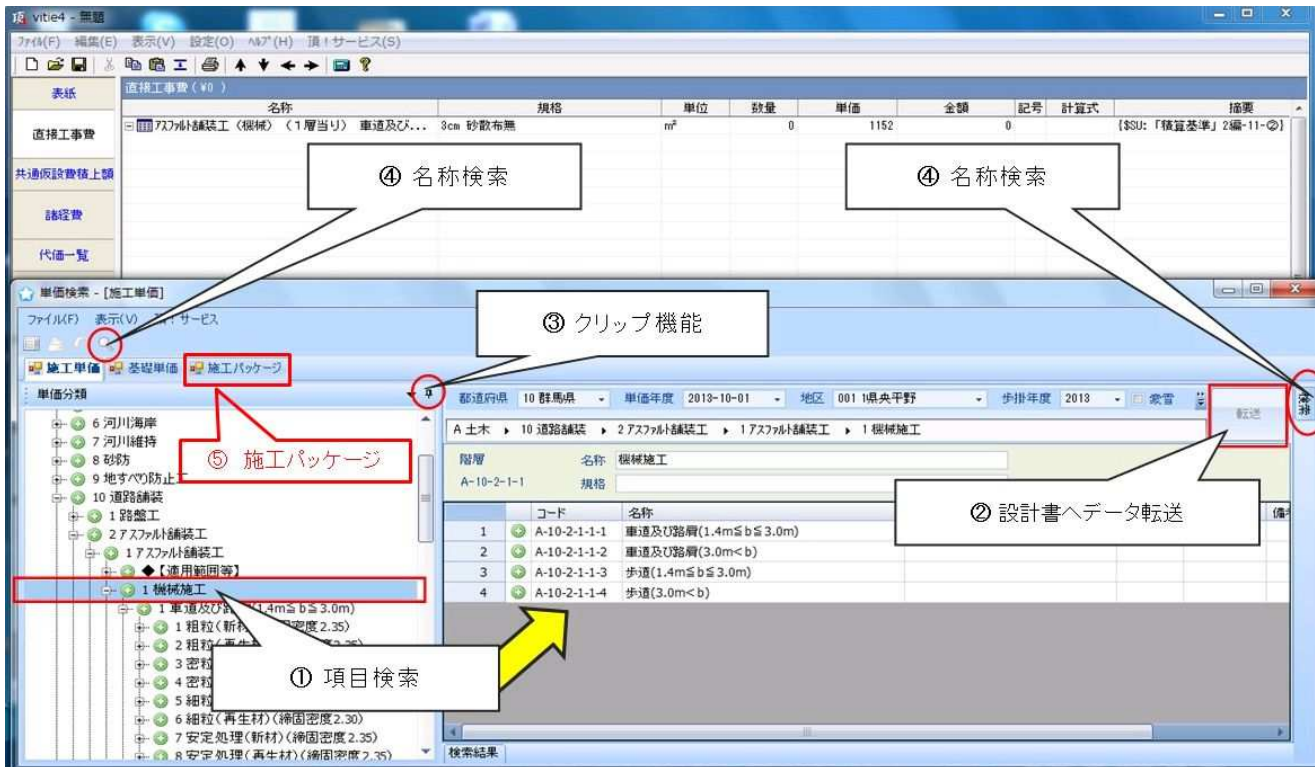 vitie4 - 無題
ファイル(F) 編集(E) 表示(V) 設定(O) ヘルプ(H) 頂！サービス(S)
表紙
直接工事費
共通仮設費積上額
諸経費
代価一覧
直接工事費(¥0 )
名称 規格 単位 数量 単価 金額 記号 計算式 摘要
アスファルト舗装工（機械）（1層当り） 車道及び... 3cm 砂散布無 m² 0 1152 0 {$SU:「積算基準」2編-11-②}
④ 名称検索
④ 名称検索
単価検索 - [施工単価]
ファイル(F) 表示(V) サービス
③ クリップ機能
施工単価 基礎単価 施工パッケージ
単価分類
6 河川海岸
7 河川維持
8 砂防
9 地すべり防止工
10 道路舗装
1 路盤工
2 アスファルト舗装工
1 アスファルト舗装工
◆【適用範囲等】
1 機械施工
1 車道及び (1.4m≦b≦3.0m)
1 粗粒(新 密度2.35)
2 粗粒
3 密粒
4 密粒
5 細粒
6 細粒(再生材)(締固密度2.30)
7 安定処理(新材)(締固密度2.35)
8 安定処理(再生材)(締固密度2.35)
⑤ 施工パッケージ
① 項目検索
都道府県 10 群馬県 単価年度 2013-10-01 地区 001 1県央平野 歩掛年度 2013 豪雪
転送
検索
A 土木 10 道路舗装 2 アスファルト舗装工 1 アスファルト舗装工 1 機械施工
階層 名称 機械施工
A-10-2-1-1 規格
② 設計書へデータ転送
コード 名称 備考
1 A-10-2-1-1-1 車道及び路肩(1.4m≦b≦3.0m)
2 A-10-2-1-1-2 車道及び路肩(3.0m<b)
3 A-10-2-1-1-3 歩道(1.4m≦b≦3.0m)
4 A-10-2-1-1-4 歩道(3.0m<b)
検索結果